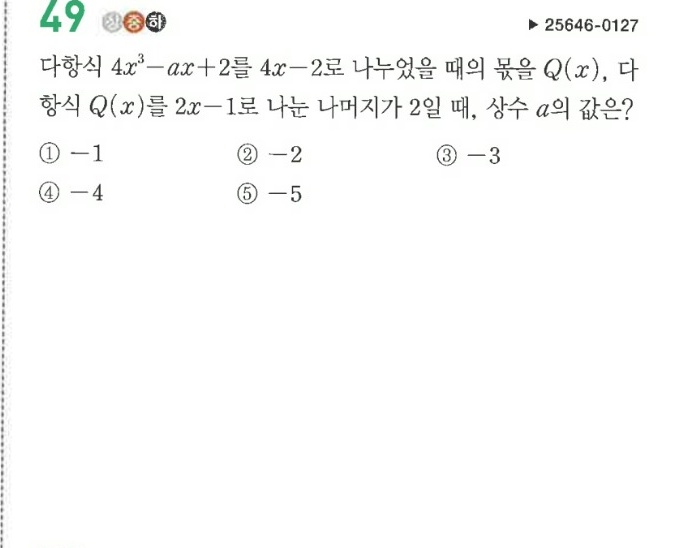 49 상중하
▶ 25646-0127
다항식 4x³-ax+2를 4x-2로 나누었을 때의 몫을 Q(x), 다
항식 Q(x)를 2x-1로 나눈 나머지가 2일 때, 상수 a의 값은?
① -1 ② -2 ③ -3
④ -4 ⑤ -5